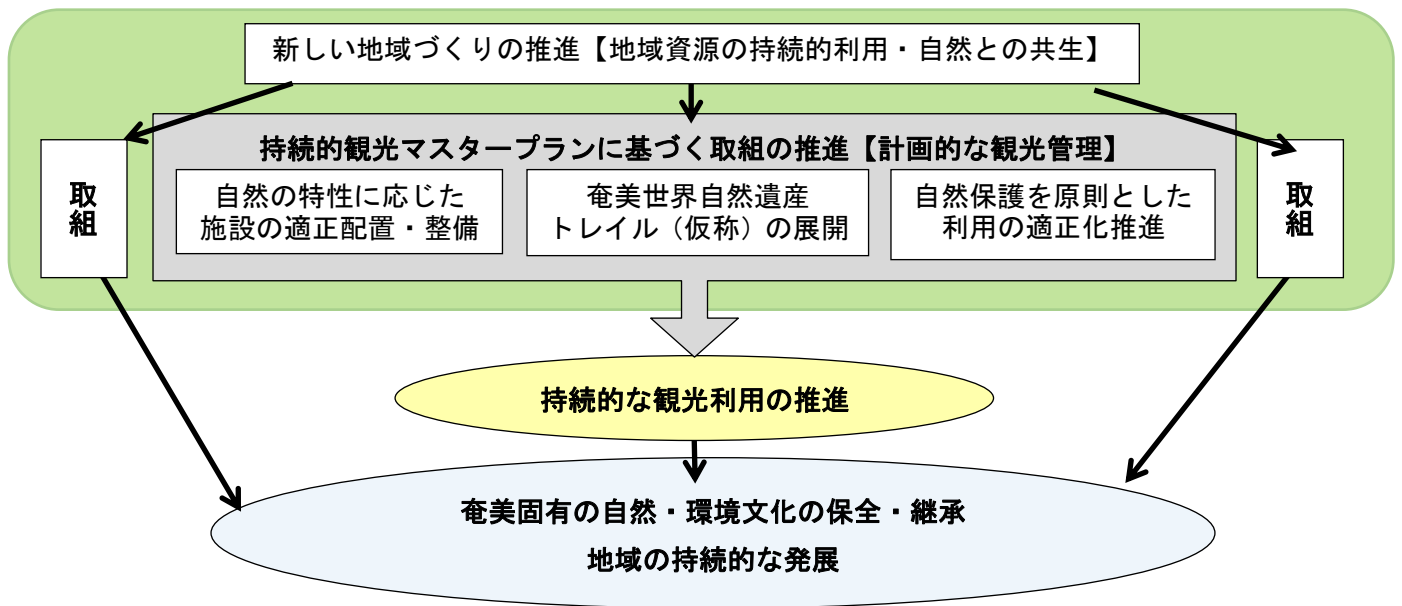 新しい地域づくりの推進【地域資源の持続的利用・自然との共生】
持続的観光マスタープランに基づく取組の推進【計画的な観光管理】
取組
自然の特性に応じた
施設の適正配置・整備
奄美世界自然遺産
トレイル（仮称）の展開
自然保護を原則とした
利用の適正化推進
取組
持続的な観光利用の推進
奄美固有の自然・環境文化の保全・継承
地域の持続的な発展